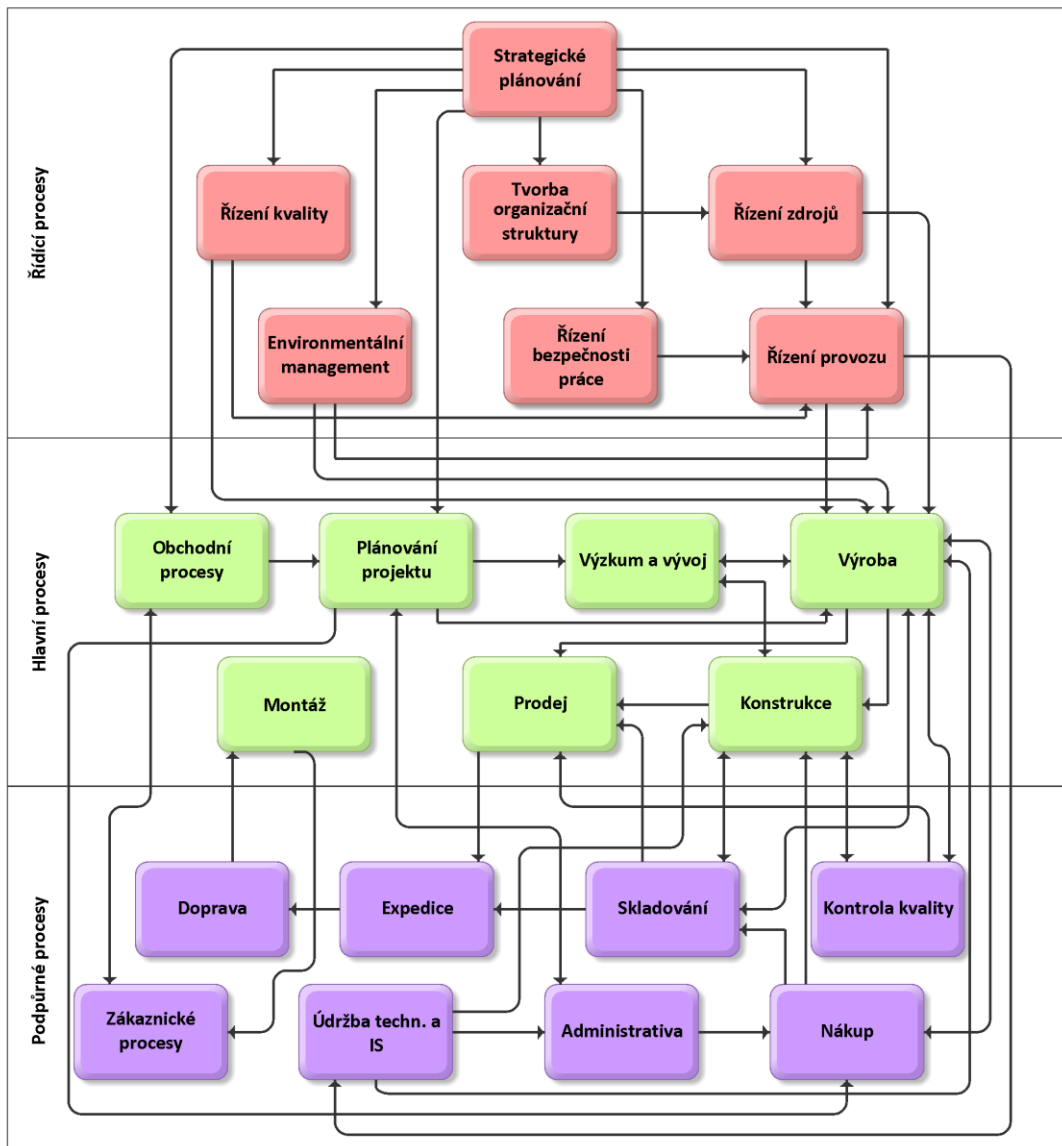 Řídící procesy
Strategické
plánování
Řízení kvality
Tvorba
organizační
struktury
Řízení zdrojů
Environmentální
management
Řízení
bezpečnosti
práce
Řízení provozu
Hlavní procesy
Obchodní
procesy
Plánování
projektu
Výzkum a vývoj
Výroba
Montáž
Prodej
Konstrukce
Podpůrné procesy
Doprava
Expedice
Skladování
Kontrola kvality
Zákaznické
procesy
Údržba techn. a
IS
Administrativa
Nákup